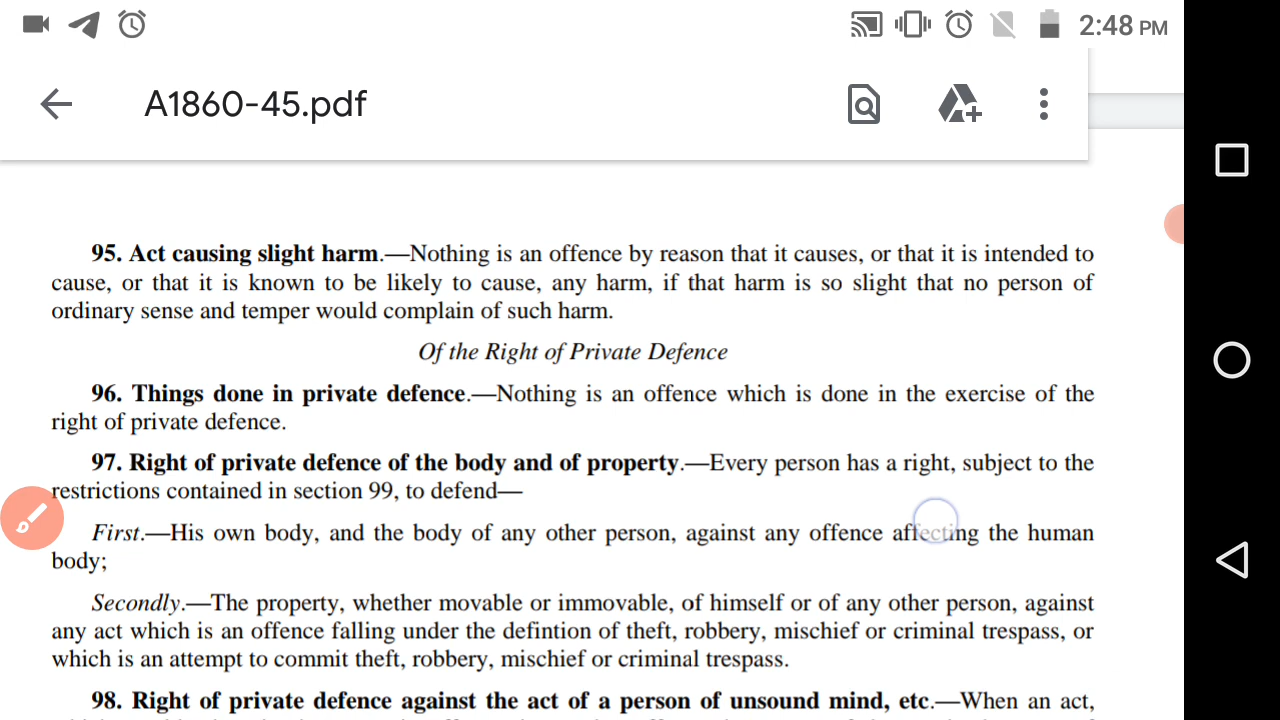 2:48 PM
A1860-45.pdf
95. Act causing slight harm.—Nothing is an offence by reason that it causes, or that it is intended to
cause, or that it is known to be likely to cause, any harm, if that harm is so slight that no person of
ordinary sense and temper would complain of such harm.
Of the Right of Private Defence
96. Things done in private defence.—Nothing is an offence which is done in the exercise of the
right of private defence.
97. Right of private defence of the body and of property.—Every person has a right, subject to the
restrictions contained in section 99, to defend—
First.—His own body, and the body of any other person, against any offence affecting the human
body;
Secondly.—The property, whether movable or immovable, of himself or of any other person, against
any act which is an offence falling under the defintion of theft, robbery, mischief or criminal trespass, or
which is an attempt to commit theft, robbery, mischief or criminal trespass.
98. Right of private defence against the act of a person of unsound mind, etc.—When an act,